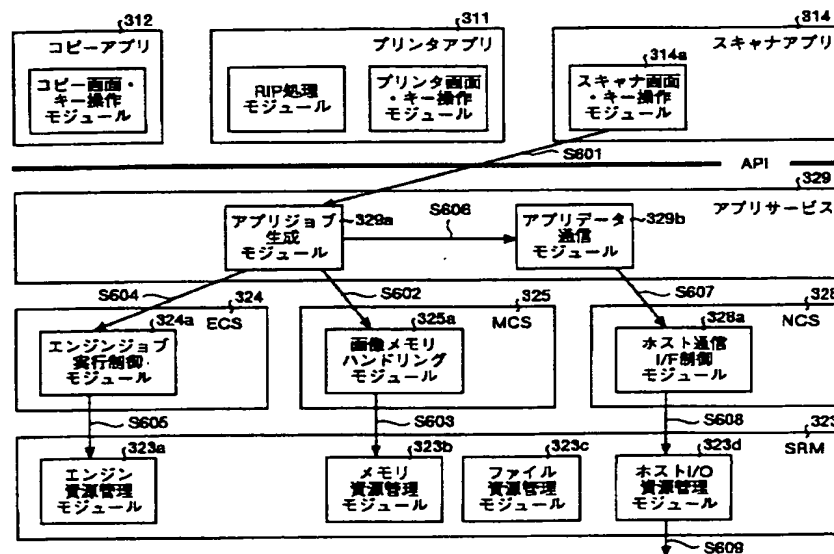 312
コピーアプリ
コピー画面・
キー操作
モジュール
311
プリンタアプリ
RIP処理
モジュール
プリンタ画面
・キー操作
モジュール
314
スキャナアプリ
314a
スキャナ画面
・キー操作
モジュール
S601
API
329
アプリサービス
アプリジョブ
生成
モジュール
329a
S606
アプリデータ
通信
モジュール
329b
S604
S602
S607
324
ECS
324a
エンジンジョブ
実行制御
モジュール
325
MCS
325a
画像メモリ
ハンドリング
モジュール
328
NCS
328a
ホスト通信
I/F制御
モジュール
S605
S603
S608
323
SRM
323a
エンジン
資源管理
モジュール
323b
メモリ
資源管理
モジュール
323c
ファイル
資源管理
モジュール
323d
ホストI/O
資源管理
モジュール
S609